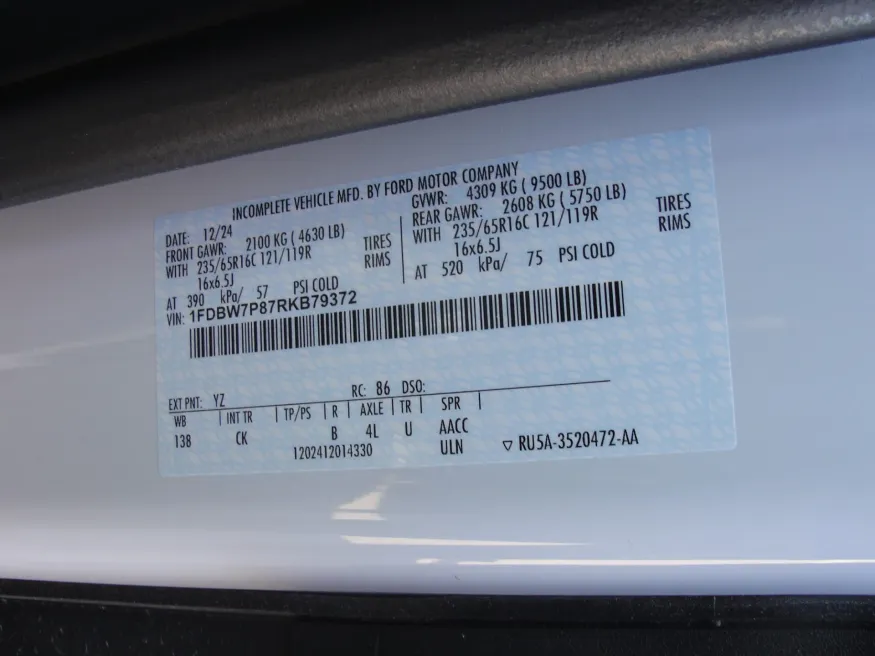 INCOMPLETE VEHICLE MFD. BY FORD MOTOR COMPANY
DATE: 12/24
FRONT GAWR: 2100 KG ( 4630 LB)
WITH 235/65R16C 121/119R TIRES
16x6.5J RIMS
AT 390 kPa/ 57 PSI COLD
GVWR: 4309 KG ( 9500 LB)
REAR GAWR: 2608 KG ( 5750 LB)
WITH 235/65R16C 121/119R TIRES
16x6.5J RIMS
AT 520 kPa/ 75 PSI COLD
VIN: 1FDBW7P87RKB79372
EXT PNT: YZ RC: 86 DSO:
WB INT TR TP/PS R AXLE TR SPR
138 CK B 4L U AACC
1202412014330 ULN ▽ RU5A-3520472-AA